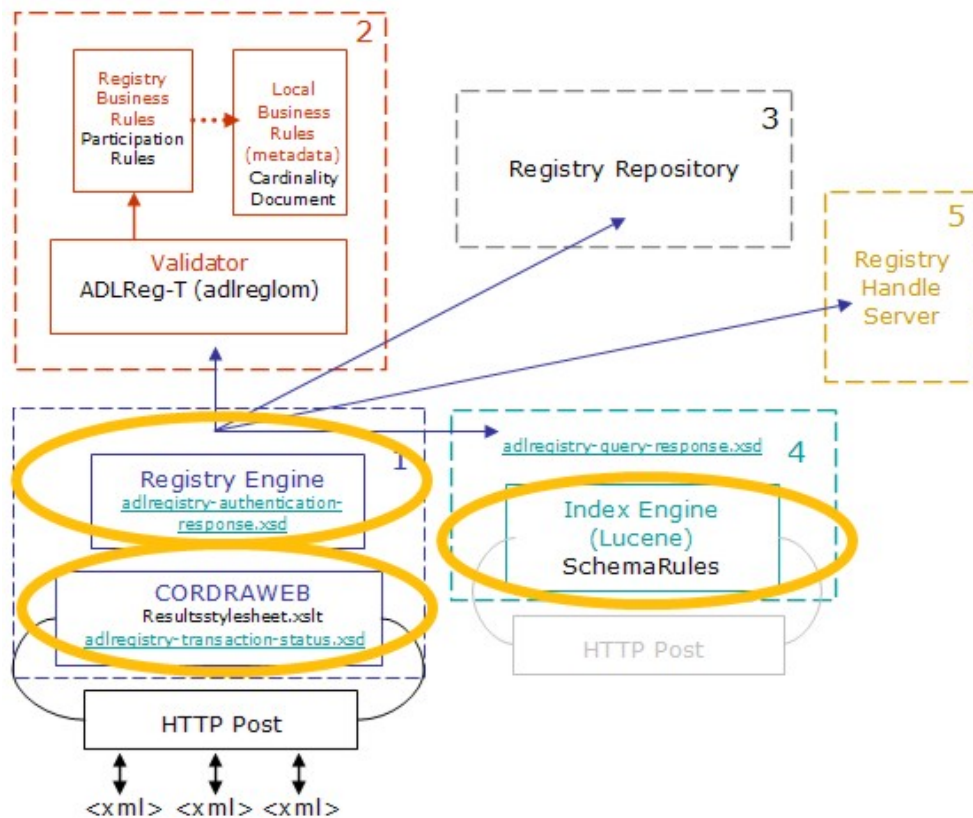 2
Registry
Business
Rules
Participation
Rules
Local
Business
Rules
(metadata)
Cardinality
Document
Validator
ADLReg-T (adlreglom)
3
Registry Repository
5
Registry
Handle
Server
1
Registry Engine
adlregistry-authentication-
response.xsd
CORDRAWEB
Resultsstylesheet.xslt
adlregistry-transaction-status.xsd
HTTP Post
<xml> <xml> <xml>
adlregistry-query-response.xsd
4
Index Engine
(Lucene)
SchemaRules
HTTP Post